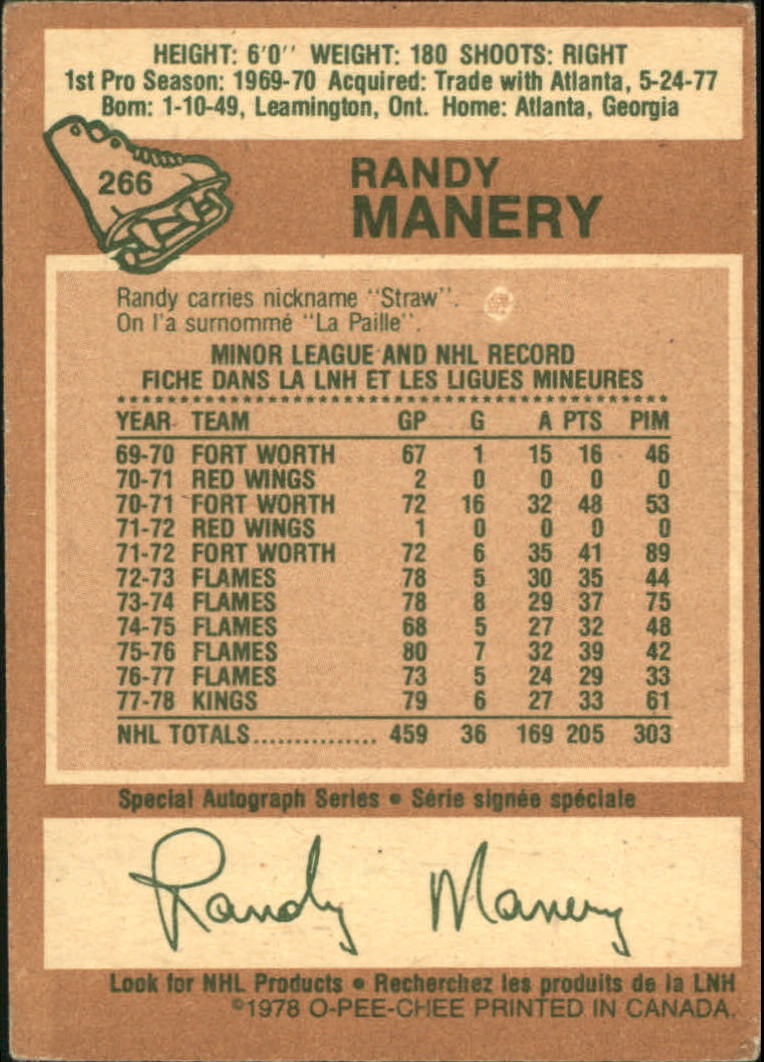 HEIGHT: 6'0'' WEIGHT: 180 SHOOTS: RIGHT
1st Pro Season: 1969-70 Acquired: Trade with Atlanta, 5-24-77
Born: 1-10-49, Leamington, Ont. Home: Atlanta, Georgia
266
RANDY
MANERY
Randy carries nickname ''Straw''.
On l'a surnommé ''La Paille''.
MINOR LEAGUE AND NHL RECORD
FICHE DANS LA LNH ET LES LIGUES MINEURES
YEAR TEAM GP G A PTS PIM
69-70 FORT WORTH 67 1 15 16 46
70-71 RED WINGS 2 0 0 0 0
70-71 FORT WORTH 72 16 32 48 53
71-72 RED WINGS 1 0 0 0 0
71-72 FORT WORTH 72 6 35 41 89
72-73 FLAMES 78 5 30 35 44
73-74 FLAMES 78 8 29 37 75
74-75 FLAMES 68 5 27 32 48
75-76 FLAMES 80 7 32 39 42
76-77 FLAMES 73 5 24 29 33
77-78 KINGS 79 6 27 33 61
NHL TOTALS............... 459 36 169 205 303
Special Autograph Series • Série signée spéciale
Randy Manery
Look for NHL Products • Recherchez les produits de la LNH
©1978 O-PEE-CHEE PRINTED IN CANADA.